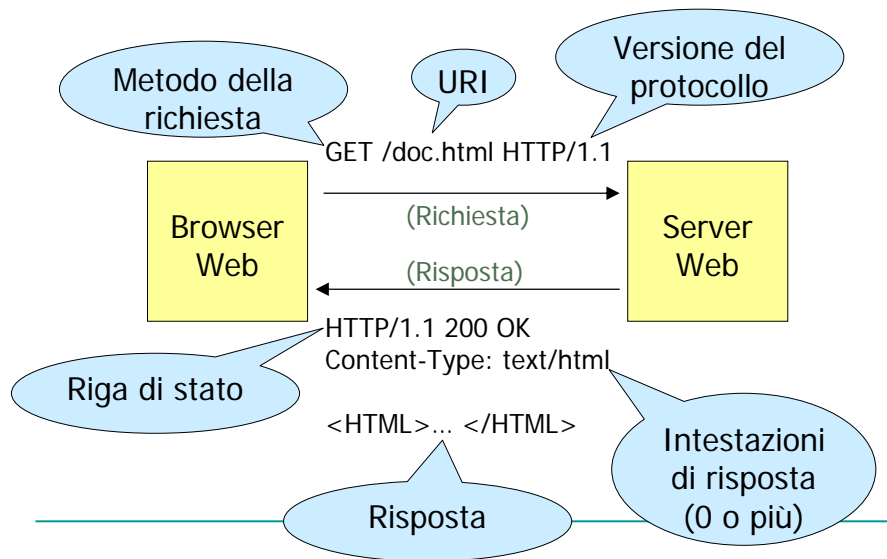 Metodo della
richiesta
URI
Versione del
protocollo
GET /doc.html HTTP/1.1
Browser
Web
(Richiesta)
(Risposta)
Server
Web
HTTP/1.1 200 OK
Content-Type: text/html
<HTML>... </HTML>
Riga di stato
Risposta
Intestazioni
di risposta
(0 o più)